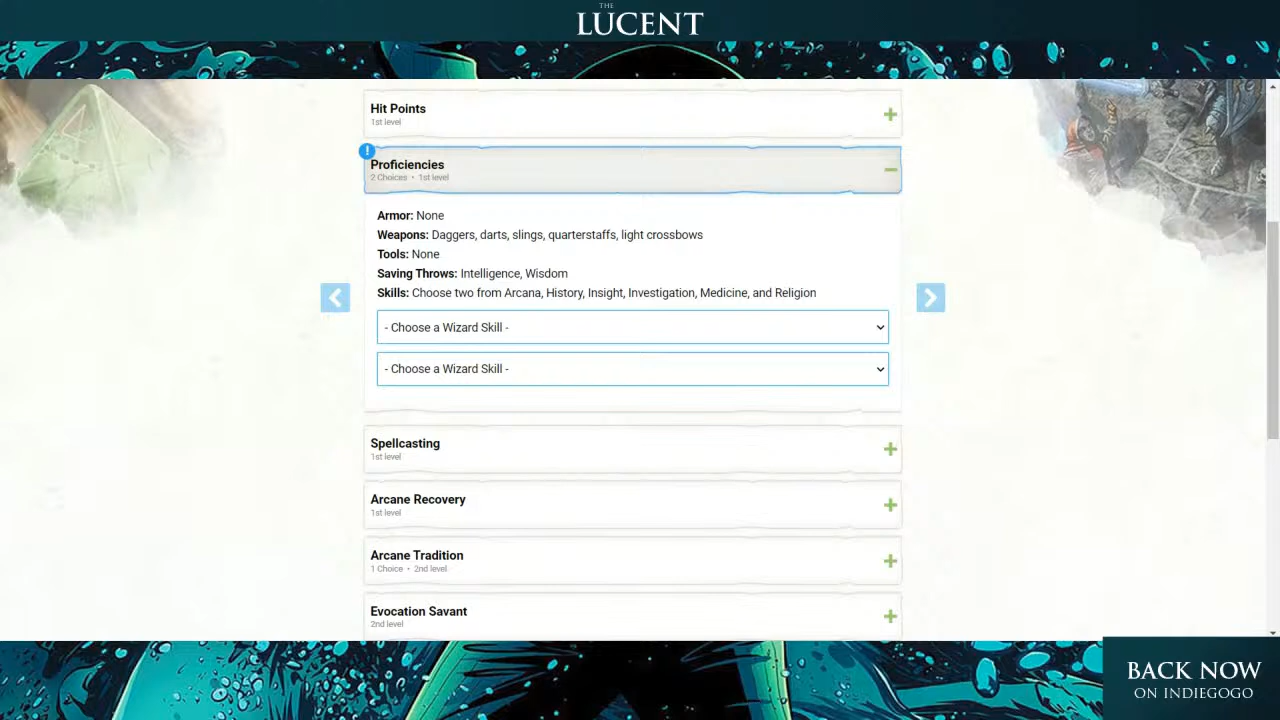 THE
LUCENT
Hit Points
1st level
!
Proficiencies
2 Choices • 1st level
Armor: None
Weapons: Daggers, darts, slings, quarterstaffs, light crossbows
Tools: None
Saving Throws: Intelligence, Wisdom
Skills: Choose two from Arcana, History, Insight, Investigation, Medicine, and Religion
- Choose a Wizard Skill -
- Choose a Wizard Skill -
Spellcasting
1st level
Arcane Recovery
1st level
Arcane Tradition
1 Choice • 2nd level
Evocation Savant
2nd level
BACK NOW
ON INDIEGOGO